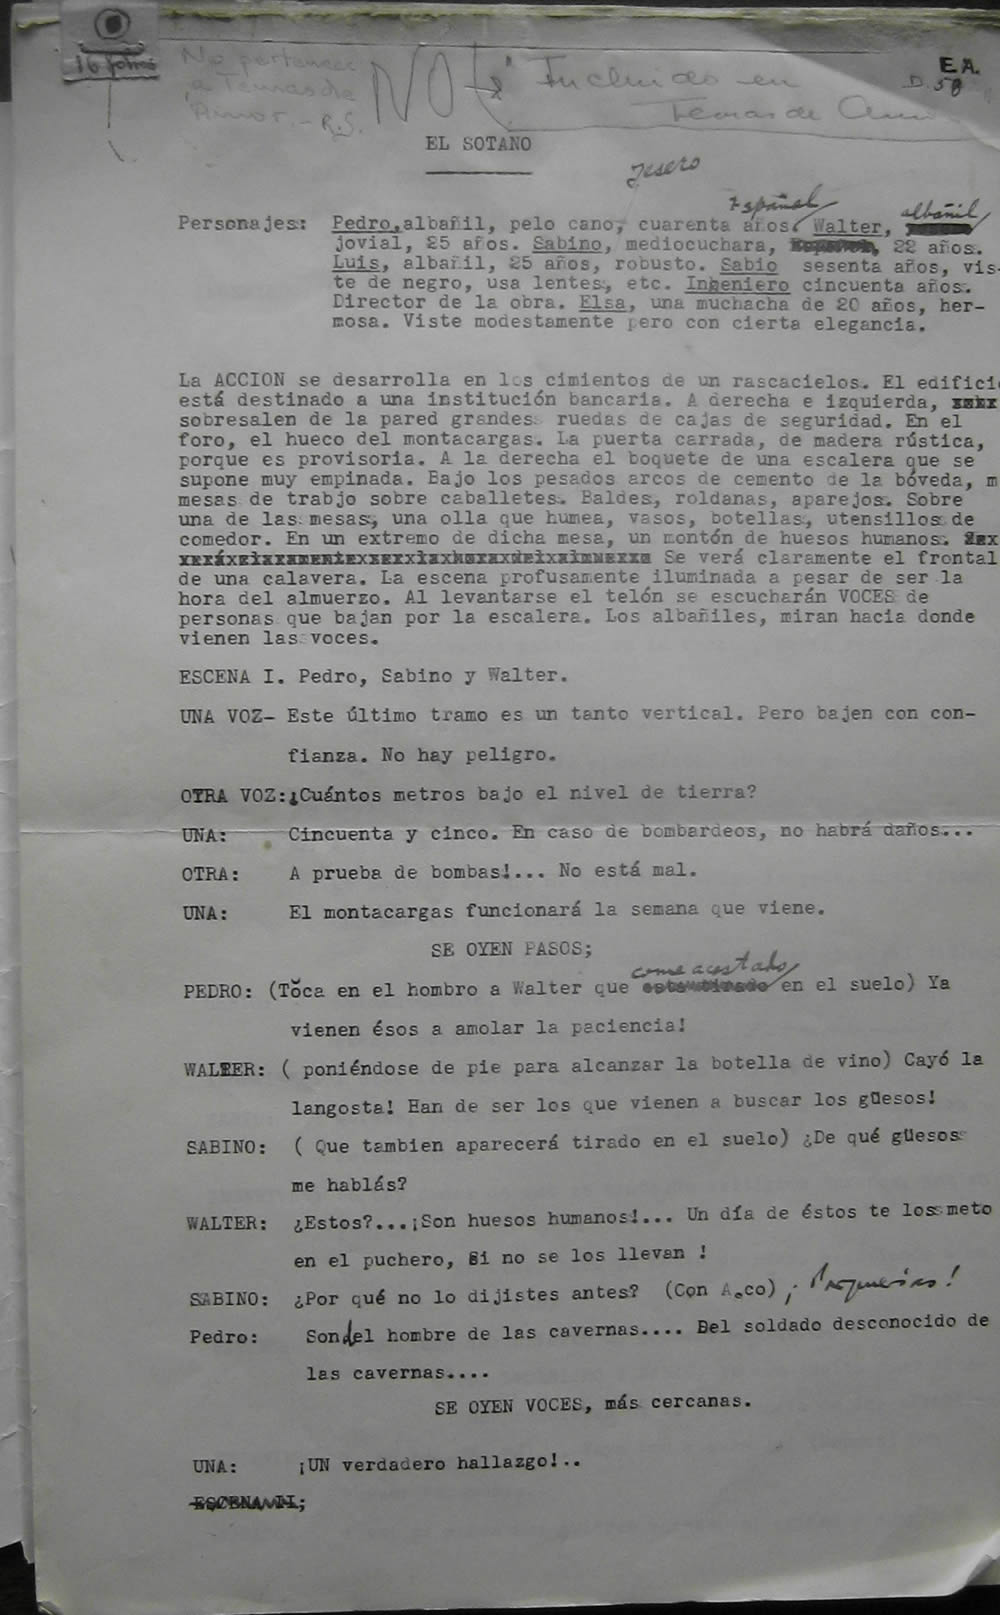 16 folios
No pertenece
a Temas de
Amor.- R.S.
NO
Incluido en
Temas de
E.A.
D. 58
EL SOTANO
Español albañil
Personajes: Pedro, albañil, pelo cano, cuarenta años. Walter,
jovial, 25 años. Sabino, mediocuchara, 22 años.
Luis, albañil, 25 años, robusto. Sabio sesenta años, vis-
te de negro, usa lentes, etc. Ingeniero cincuenta años.
Director de la obra. Elsa, una muchacha de 20 años, her-
mosa. Viste modestamente pero con cierta elegancia.
La ACCION se desarrolla en los cimientos de un rascacielos. El edificio
está destinado a una institución bancaria. A derecha e izquierda, xxxx
sobresalen de la pared grandes ruedas de cajas de seguridad. En el
foro, el hueco del montacargas. La puerta carrada, de madera rústica,
porque es provisoria. A la derecha el boquete de una escalera que se
supone muy empinada. Bajo los pesados arcos de cemento de la bóveda, m
mesas de trabjo sobre caballetes. Baldes, roldanas, aparejos. Sobre
una de las mesas, una olla que humea, vasos, botellas, utensillos de
comedor. En un extremo de dicha mesa, un montón de huesos humanos.
Se verá claramente el frontal
de una calavera. La escena profusamente iluminada a pesar de ser la
hora del almuerzo. Al levantarse el telón se escucharán VOCES de
personas que bajan por la escalera. Los albañiles, miran hacia donde
vienen las voces.
ESCENA I. Pedro, Sabino y Walter.
UNA VOZ- Este último tramo es un tanto vertical. Pero bajen con con-
fianza. No hay peligro.
OTRA VOZ:¿Cuántos metros bajo el nivel de tierra?
UNA: Cincuenta y cinco. En caso de bombardeos, no habrá daños...
OTRA: A prueba de bombas!... No está mal.
UNA: El montacargas funcionará la semana que viene.
SE OYEN PASOS;
come acostado
PEDRO: (Toca en el hombro a Walter que en el suelo) Ya
vienen ésos a amolar la paciencia!
WALTER: ( poniéndose de pie para alcanzar la botella de vino) Cayó la
langosta! Han de ser los que vienen a buscar los güesos!
SABINO: ( Que tambien aparecerá tirado en el suelo) ¿De qué güesos
me hablás?
WALTER: ¿Estos?...¡Son huesos humanos!... Un día de éstos te los meto
en el puchero, si no se los llevan !
SABINO: ¿Por qué no lo dijistes antes? (Con Asco) ¡Porquerías!
Pedro: Son del hombre de las cavernas.... Del soldado desconocido de
las cavernas....
SE OYEN VOCES, más cercanas.
UNA: ¡UN verdadero hallazgo!..
ESCENA II;